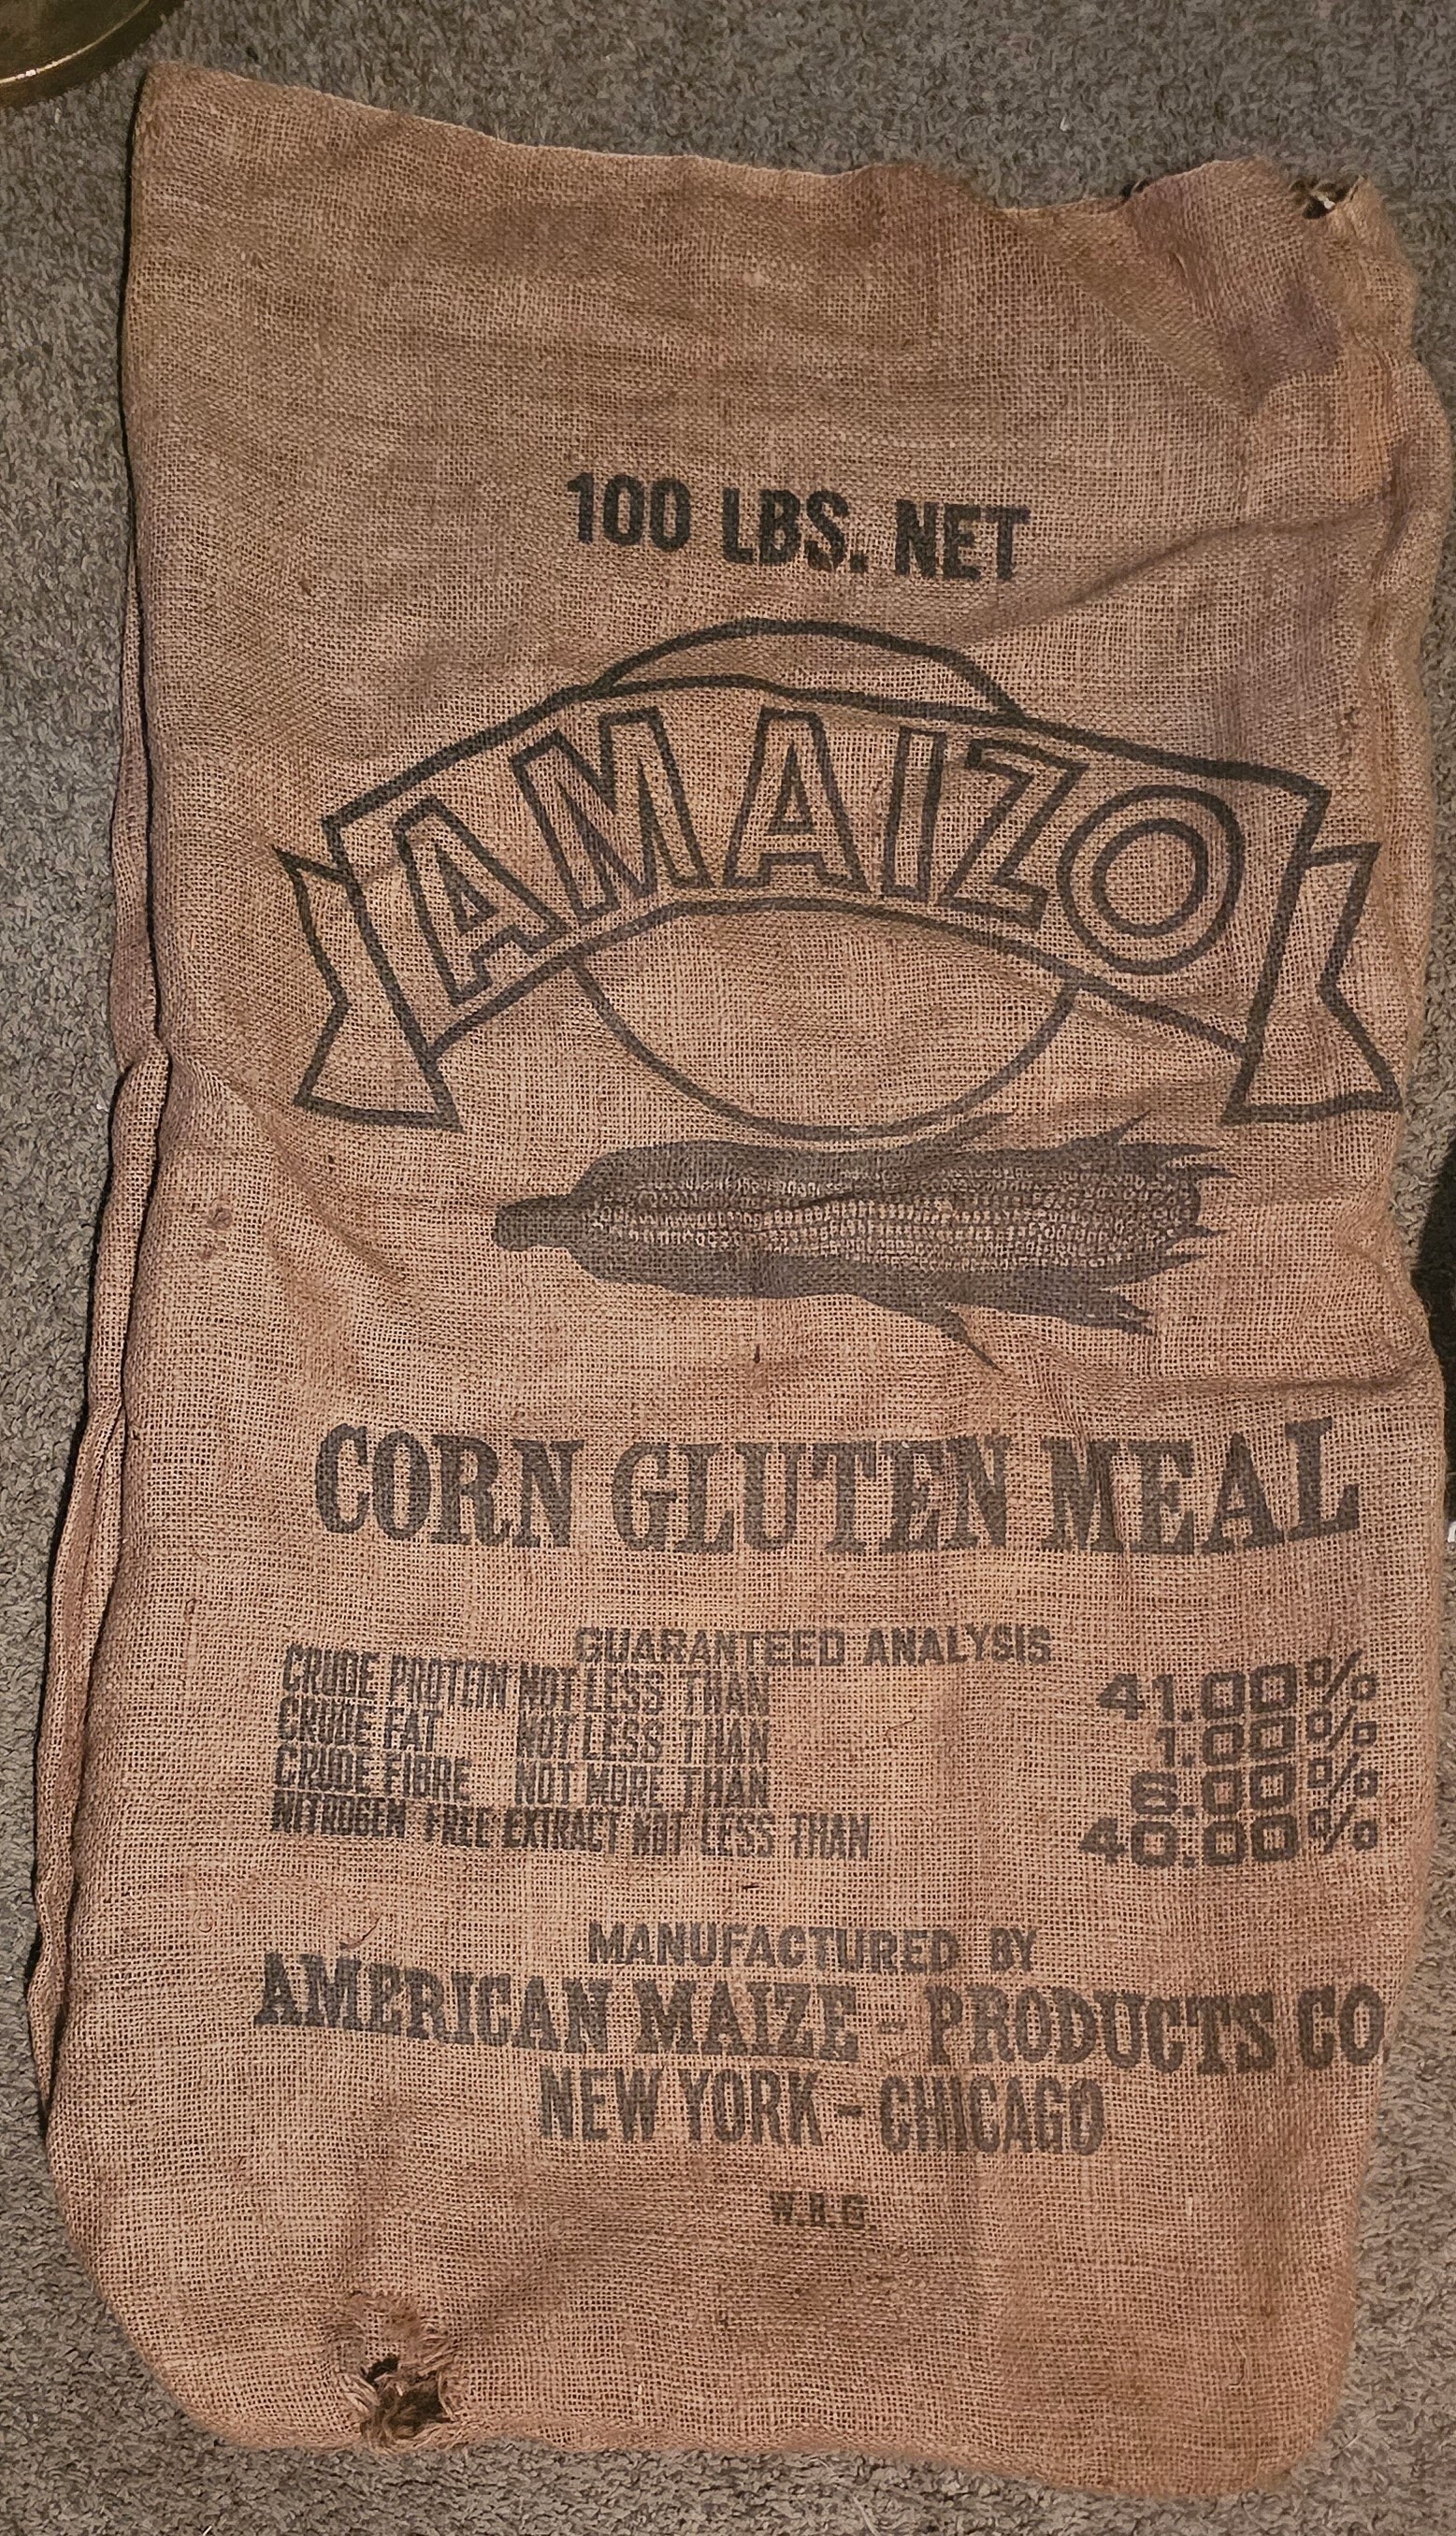 100 LBS. NET
AMAIZO
CORN GLUTEN MEAL
GUARANTEED ANALYSIS
CRUDE PROTEIN NOT LESS THAN 41.00%
CRUDE FAT NOT LESS THAN 1.00%
CRUDE FIBRE NOT MORE THAN 6.00%
NITROGEN FREE EXTRACT NOT LESS THAN 40.00%
MANUFACTURED BY
AMERICAN MAIZE - PRODUCTS CO.
NEW YORK - CHICAGO